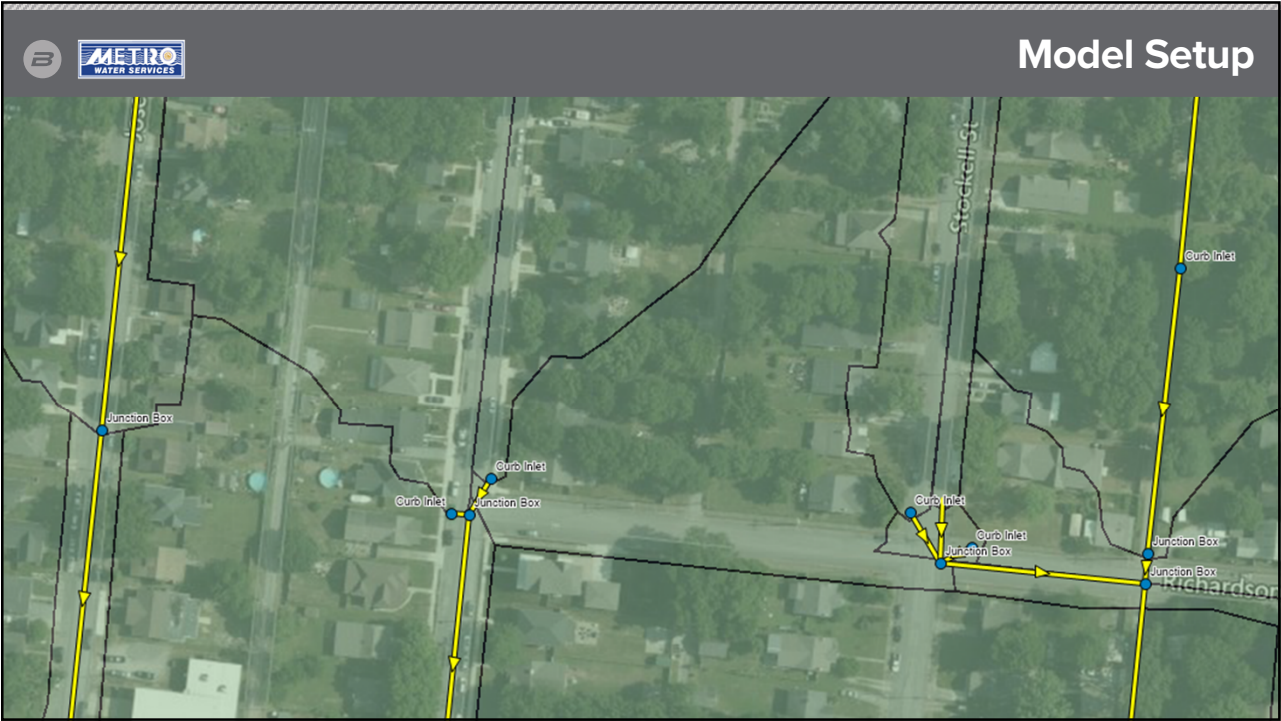 B
METRO
WATER SERVICES
Model Setup
Stockell St
Curb Inlet
Junction Box
Curb Inlet
Curb Inlet
Junction Box
Curb Inlet
Curb Inlet
Junction Box
Junction Box
Junction Box
Richardson